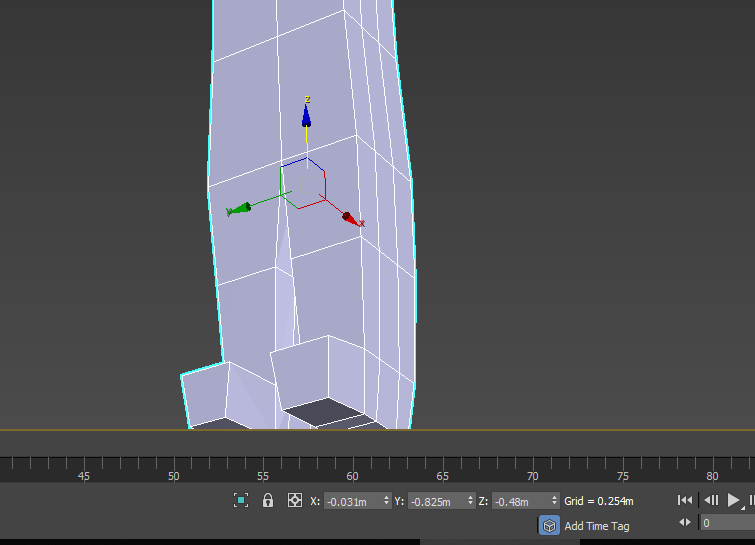 Z
Y
X
45 50 55 60 65 70 75 80
X: -0.031m Y: -0.825m Z: -0.48m Grid = 0.254m
Add Time Tag 0